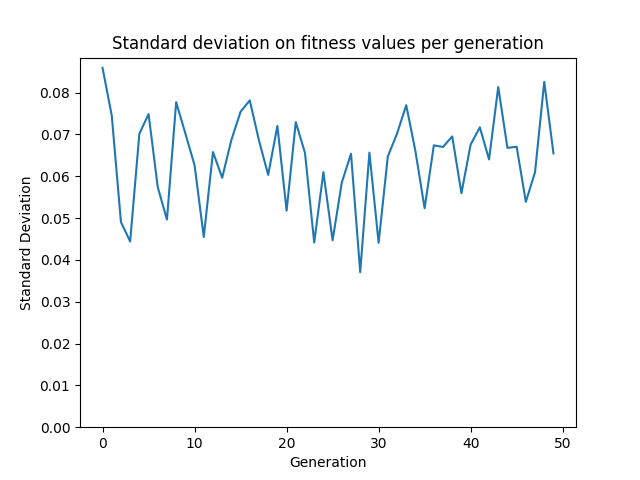 Standard deviation on fitness values per generation
0.08
0.07
0.06
0.05
0.04
0.03
0.02
0.01
0.00
Standard Deviation
0 10 20 30 40 50
Generation